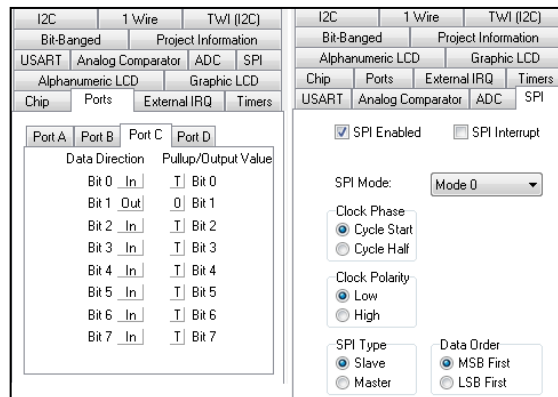 I2C 1 Wire TWI (I2C)
Bit-Banged Project Information
USART Analog Comparator ADC SPI
Alphanumeric LCD Graphic LCD
Chip Ports External IRQ Timers
Port A Port B Port C Port D
Data Direction Pullup/Output Value
Bit 0 In T Bit 0
Bit 1 Out 0 Bit 1
Bit 2 In T Bit 2
Bit 3 In T Bit 3
Bit 4 In T Bit 4
Bit 5 In T Bit 5
Bit 6 In T Bit 6
Bit 7 In T Bit 7
I2C 1 Wire TWI (I2C)
Bit-Banged Project Information
Alphanumeric LCD Graphic LCD
Chip Ports External IRQ Timers
USART Analog Comparator ADC SPI
SPI Enabled SPI Interrupt
SPI Mode: Mode 0
Clock Phase
Cycle Start
Cycle Half
Clock Polarity
Low
High
SPI Type Data Order
Slave MSB First
Master LSB First